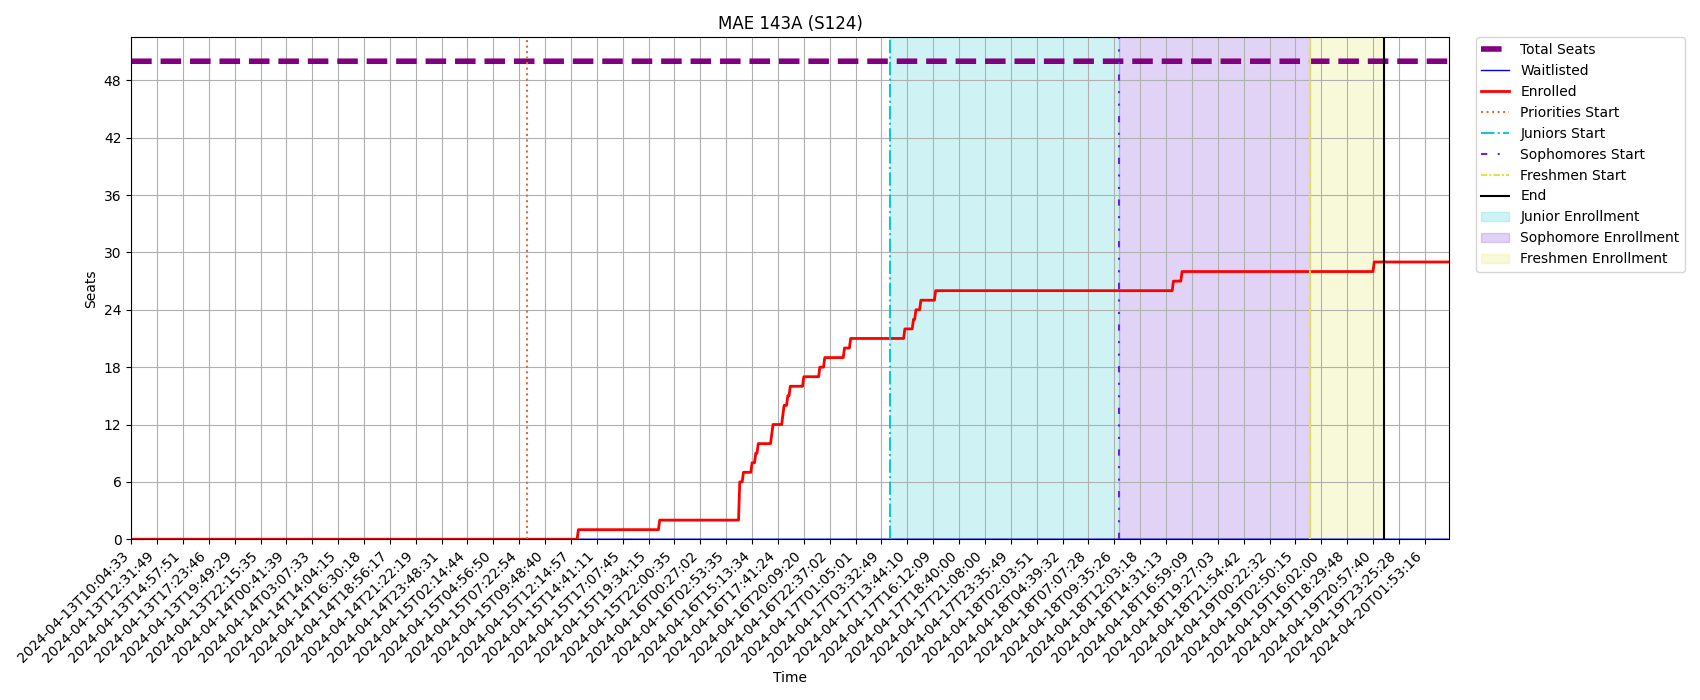 MAE 143A (S124)
Total Seats
Waitlisted
Enrolled
Priorities Start
Juniors Start
Sophomores Start
Freshmen Start
End
Junior Enrollment
Sophomore Enrollment
Freshmen Enrollment
Seats
48
42
36
30
24
18
12
6
0
2024-04-13T10:04:33
2024-04-13T12:31:49
2024-04-13T14:57:51
2024-04-13T17:23:46
2024-04-13T19:49:29
2024-04-13T22:15:35
2024-04-14T00:41:39
2024-04-14T03:07:33
2024-04-14T14:04:15
2024-04-14T16:30:18
2024-04-14T18:56:17
2024-04-14T21:22:19
2024-04-14T23:48:31
2024-04-15T02:14:44
2024-04-15T04:56:50
2024-04-15T07:22:54
2024-04-15T09:48:40
2024-04-15T12:14:57
2024-04-15T14:41:11
2024-04-15T17:07:45
2024-04-15T19:34:15
2024-04-15T22:00:35
2024-04-16T00:27:02
2024-04-16T02:53:35
2024-04-16T15:13:34
2024-04-16T17:41:24
2024-04-16T20:09:20
2024-04-16T22:37:02
2024-04-17T01:05:01
2024-04-17T03:32:49
2024-04-17T13:44:10
2024-04-17T16:12:09
2024-04-17T18:40:00
2024-04-17T21:08:00
2024-04-17T23:35:49
2024-04-18T02:03:51
2024-04-18T04:39:32
2024-04-18T07:07:28
2024-04-18T09:35:26
2024-04-18T12:03:18
2024-04-18T14:31:13
2024-04-18T16:59:09
2024-04-18T19:27:03
2024-04-18T21:54:42
2024-04-19T00:22:32
2024-04-19T02:50:15
2024-04-19T16:02:00
2024-04-19T18:29:48
2024-04-19T20:57:40
2024-04-19T23:25:28
2024-04-20T01:53:16
Time